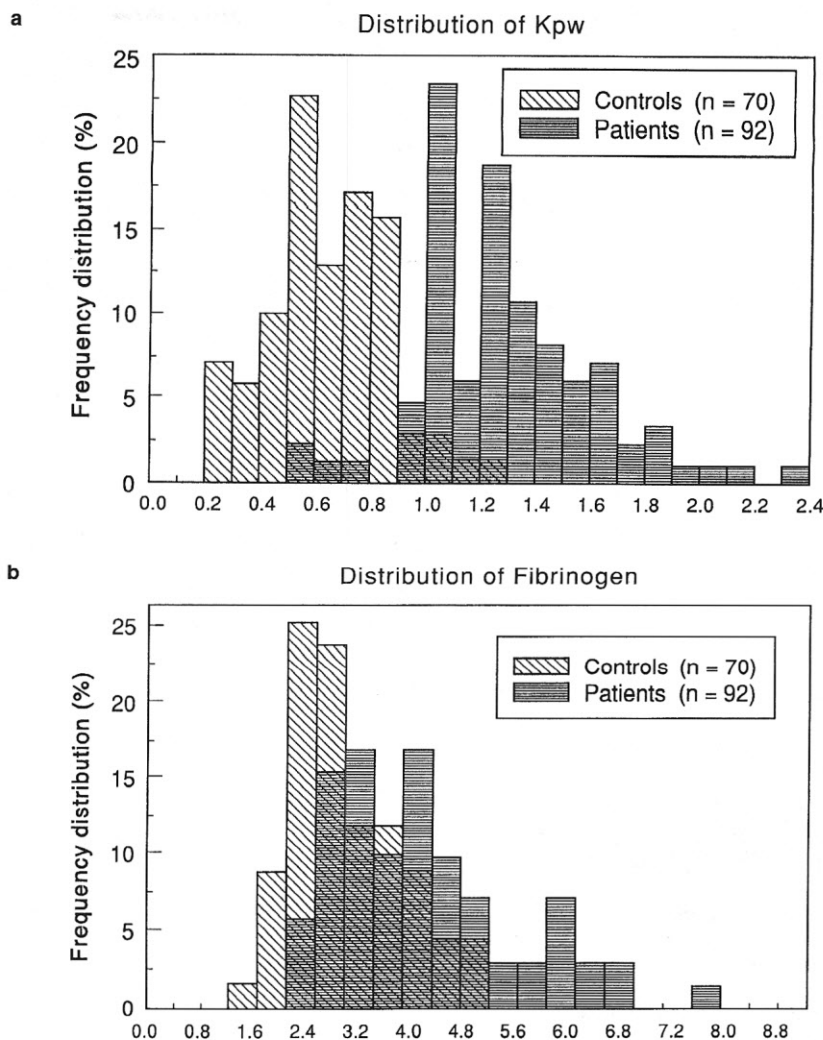 a
Distribution of Kpw
Frequency distribution (%)
25
20
15
10
5
0
Controls (n = 70)
Patients (n = 92)
0.0 0.2 0.4 0.6 0.8 1.0 1.2 1.4 1.6 1.8 2.0 2.2 2.4
b
Distribution of Fibrinogen
Frequency distribution (%)
25
20
15
10
5
0
Controls (n = 70)
Patients (n = 92)
0.0 0.8 1.6 2.4 3.2 4.0 4.8 5.6 6.0 6.8 7.2 8.0 8.8